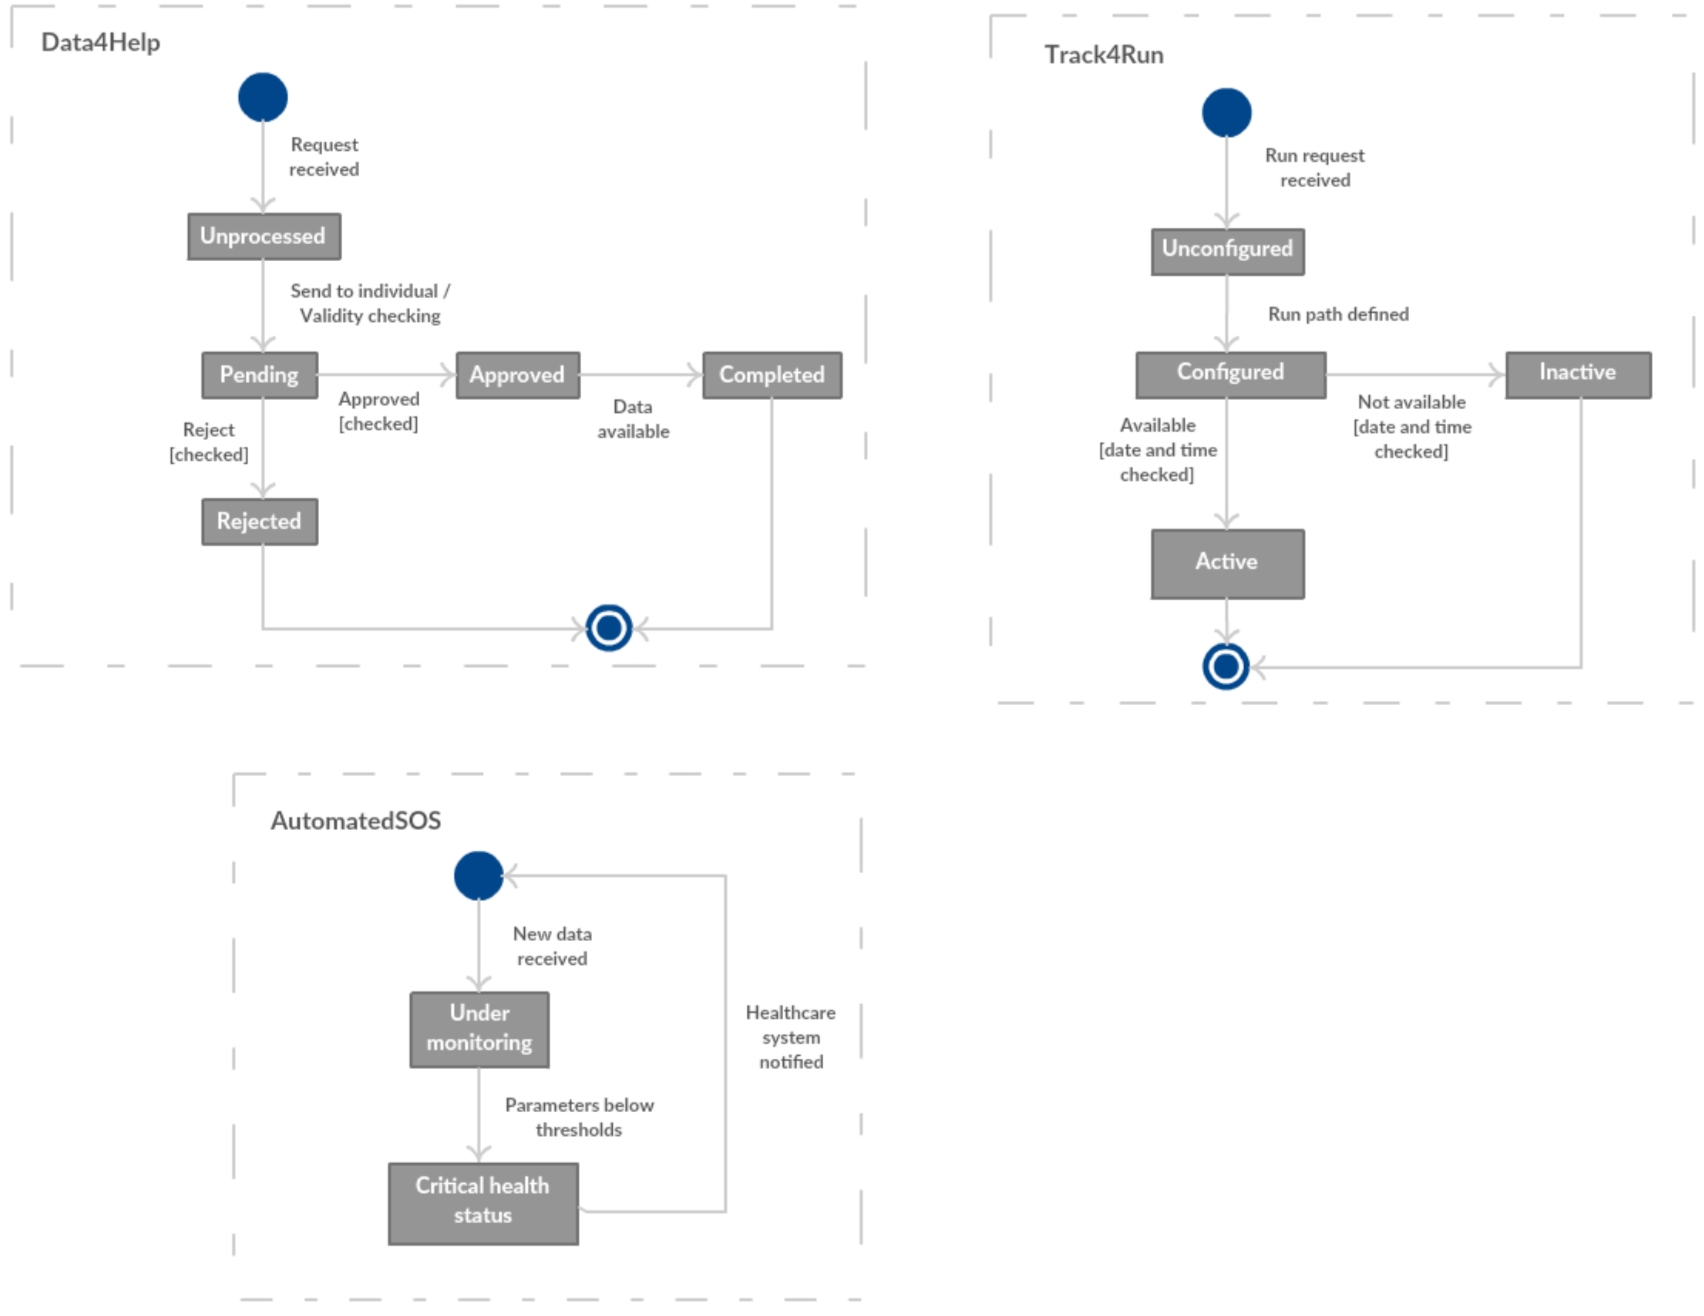 Data4Help
Request
received
Unprocessed
Send to individual /
Validity checking
Pending
Approved
Completed
Approved
[checked]
Data
available
Reject
[checked]
Rejected
Track4Run
Run request
received
Unconfigured
Run path defined
Configured
Inactive
Not available
[date and time
checked]
Available
[date and time
checked]
Active
AutomatedSOS
New data
received
Under
monitoring
Healthcare
system
notified
Parameters below
thresholds
Critical health
status